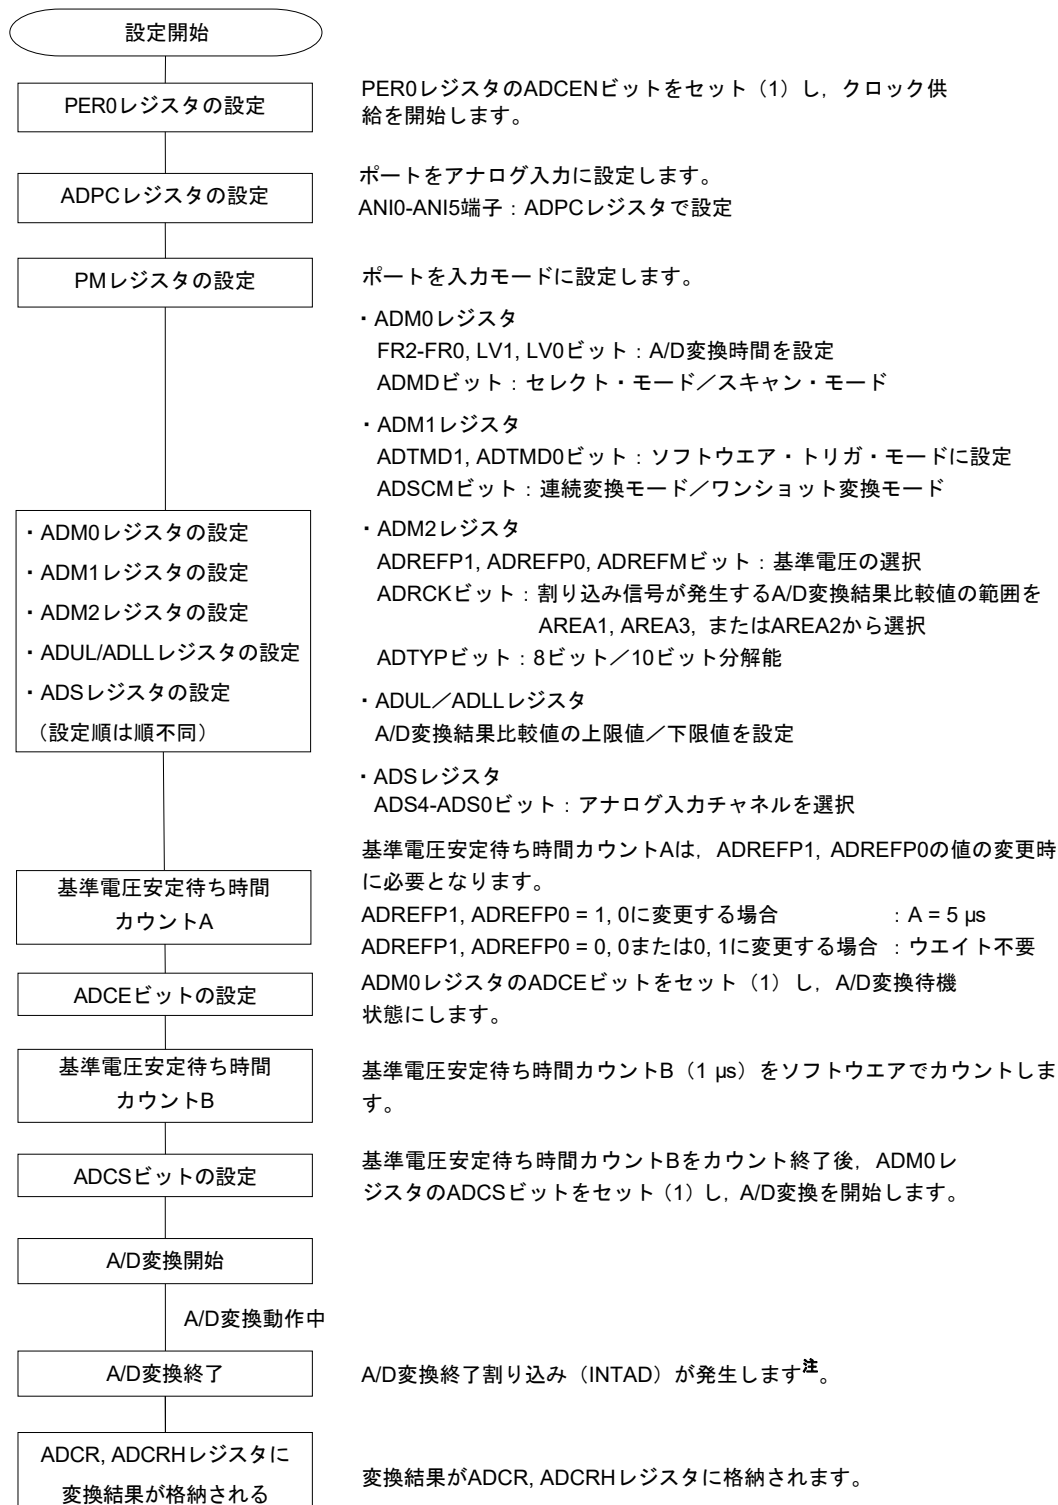 設定開始
PER0レジスタの設定
PER0レジスタのADCENビットをセット（1）し，クロック供
給を開始します。
ADPCレジスタの設定
ポートをアナログ入力に設定します。
ANI0-ANI5端子：ADPCレジスタで設定
PMレジスタの設定
ポートを入力モードに設定します。
・ADM0レジスタの設定
・ADM1レジスタの設定
・ADM2レジスタの設定
・ADUL/ADLLレジスタの設定
・ADSレジスタの設定
（設定順は順不同）
・ADM0レジスタ
FR2-FR0, LV1, LV0ビット：A/D変換時間を設定
ADMDビット：セレクト・モード／スキャン・モード
・ADM1レジスタ
ADTMD1, ADTMD0ビット：ソフトウエア・トリガ・モードに設定
ADSCMビット：連続変換モード／ワンショット変換モード
・ADM2レジスタ
ADREFP1, ADREFP0, ADREFMビット：基準電圧の選択
ADRCKビット：割り込み信号が発生するA/D変換結果比較値の範囲を
AREA1, AREA3, またはAREA2から選択
ADTYPビット：8ビット／10ビット分解能
・ADUL／ADLLレジスタ
A/D変換結果比較値の上限値／下限値を設定
・ADSレジスタ
ADS4-ADS0ビット：アナログ入力チャネルを選択
基準電圧安定待ち時間
カウントA
基準電圧安定待ち時間カウントAは，ADREFP1, ADREFP0の値の変更時
に必要となります。
ADREFP1, ADREFP0 = 1, 0に変更する場合 ：A = 5 µs
ADREFP1, ADREFP0 = 0, 0または0, 1に変更する場合 ：ウエイト不要
ADCEビットの設定
ADM0レジスタのADCEビットをセット（1）し，A/D変換待機
状態にします。
基準電圧安定待ち時間
カウントB
基準電圧安定待ち時間カウントB（1 µs）をソフトウエアでカウントしま
す。
ADCSビットの設定
基準電圧安定待ち時間カウントBをカウント終了後，ADM0レ
ジスタのADCSビットをセット（1）し，A/D変換を開始します。
A/D変換開始
A/D変換動作中
A/D変換終了
A/D変換終了割り込み（INTAD）が発生します注。
ADCR, ADCRHレジスタに
変換結果が格納される
変換結果がADCR, ADCRHレジスタに格納されます。